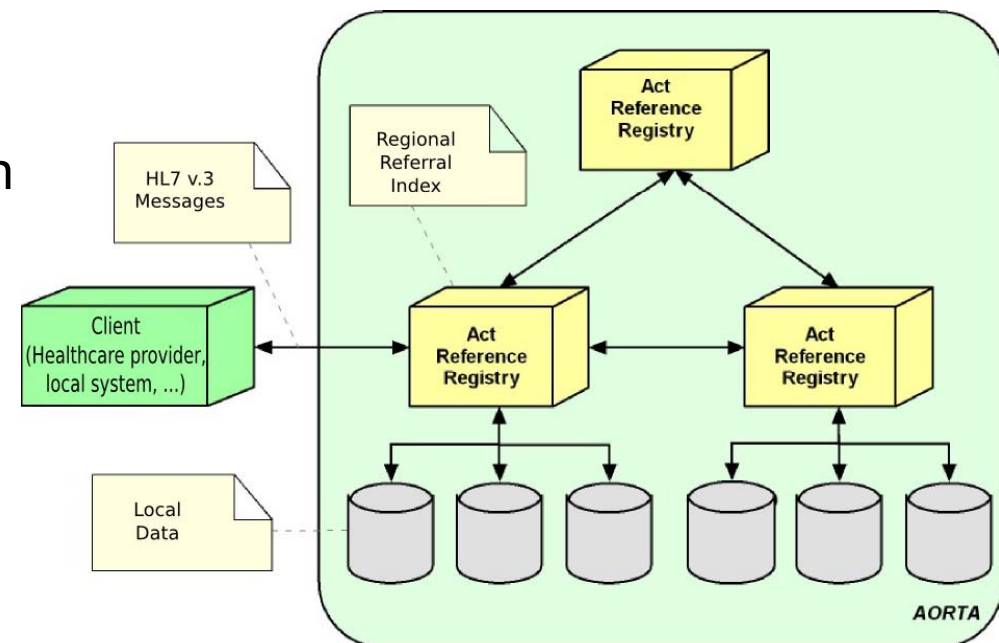 n
Act
Reference
Registry
Regional
Referral
Index
HL7 v.3
Messages
Client
(Healthcare provider,
local system, ...)
Act
Reference
Registry
Act
Reference
Registry
Local
Data
AORTA